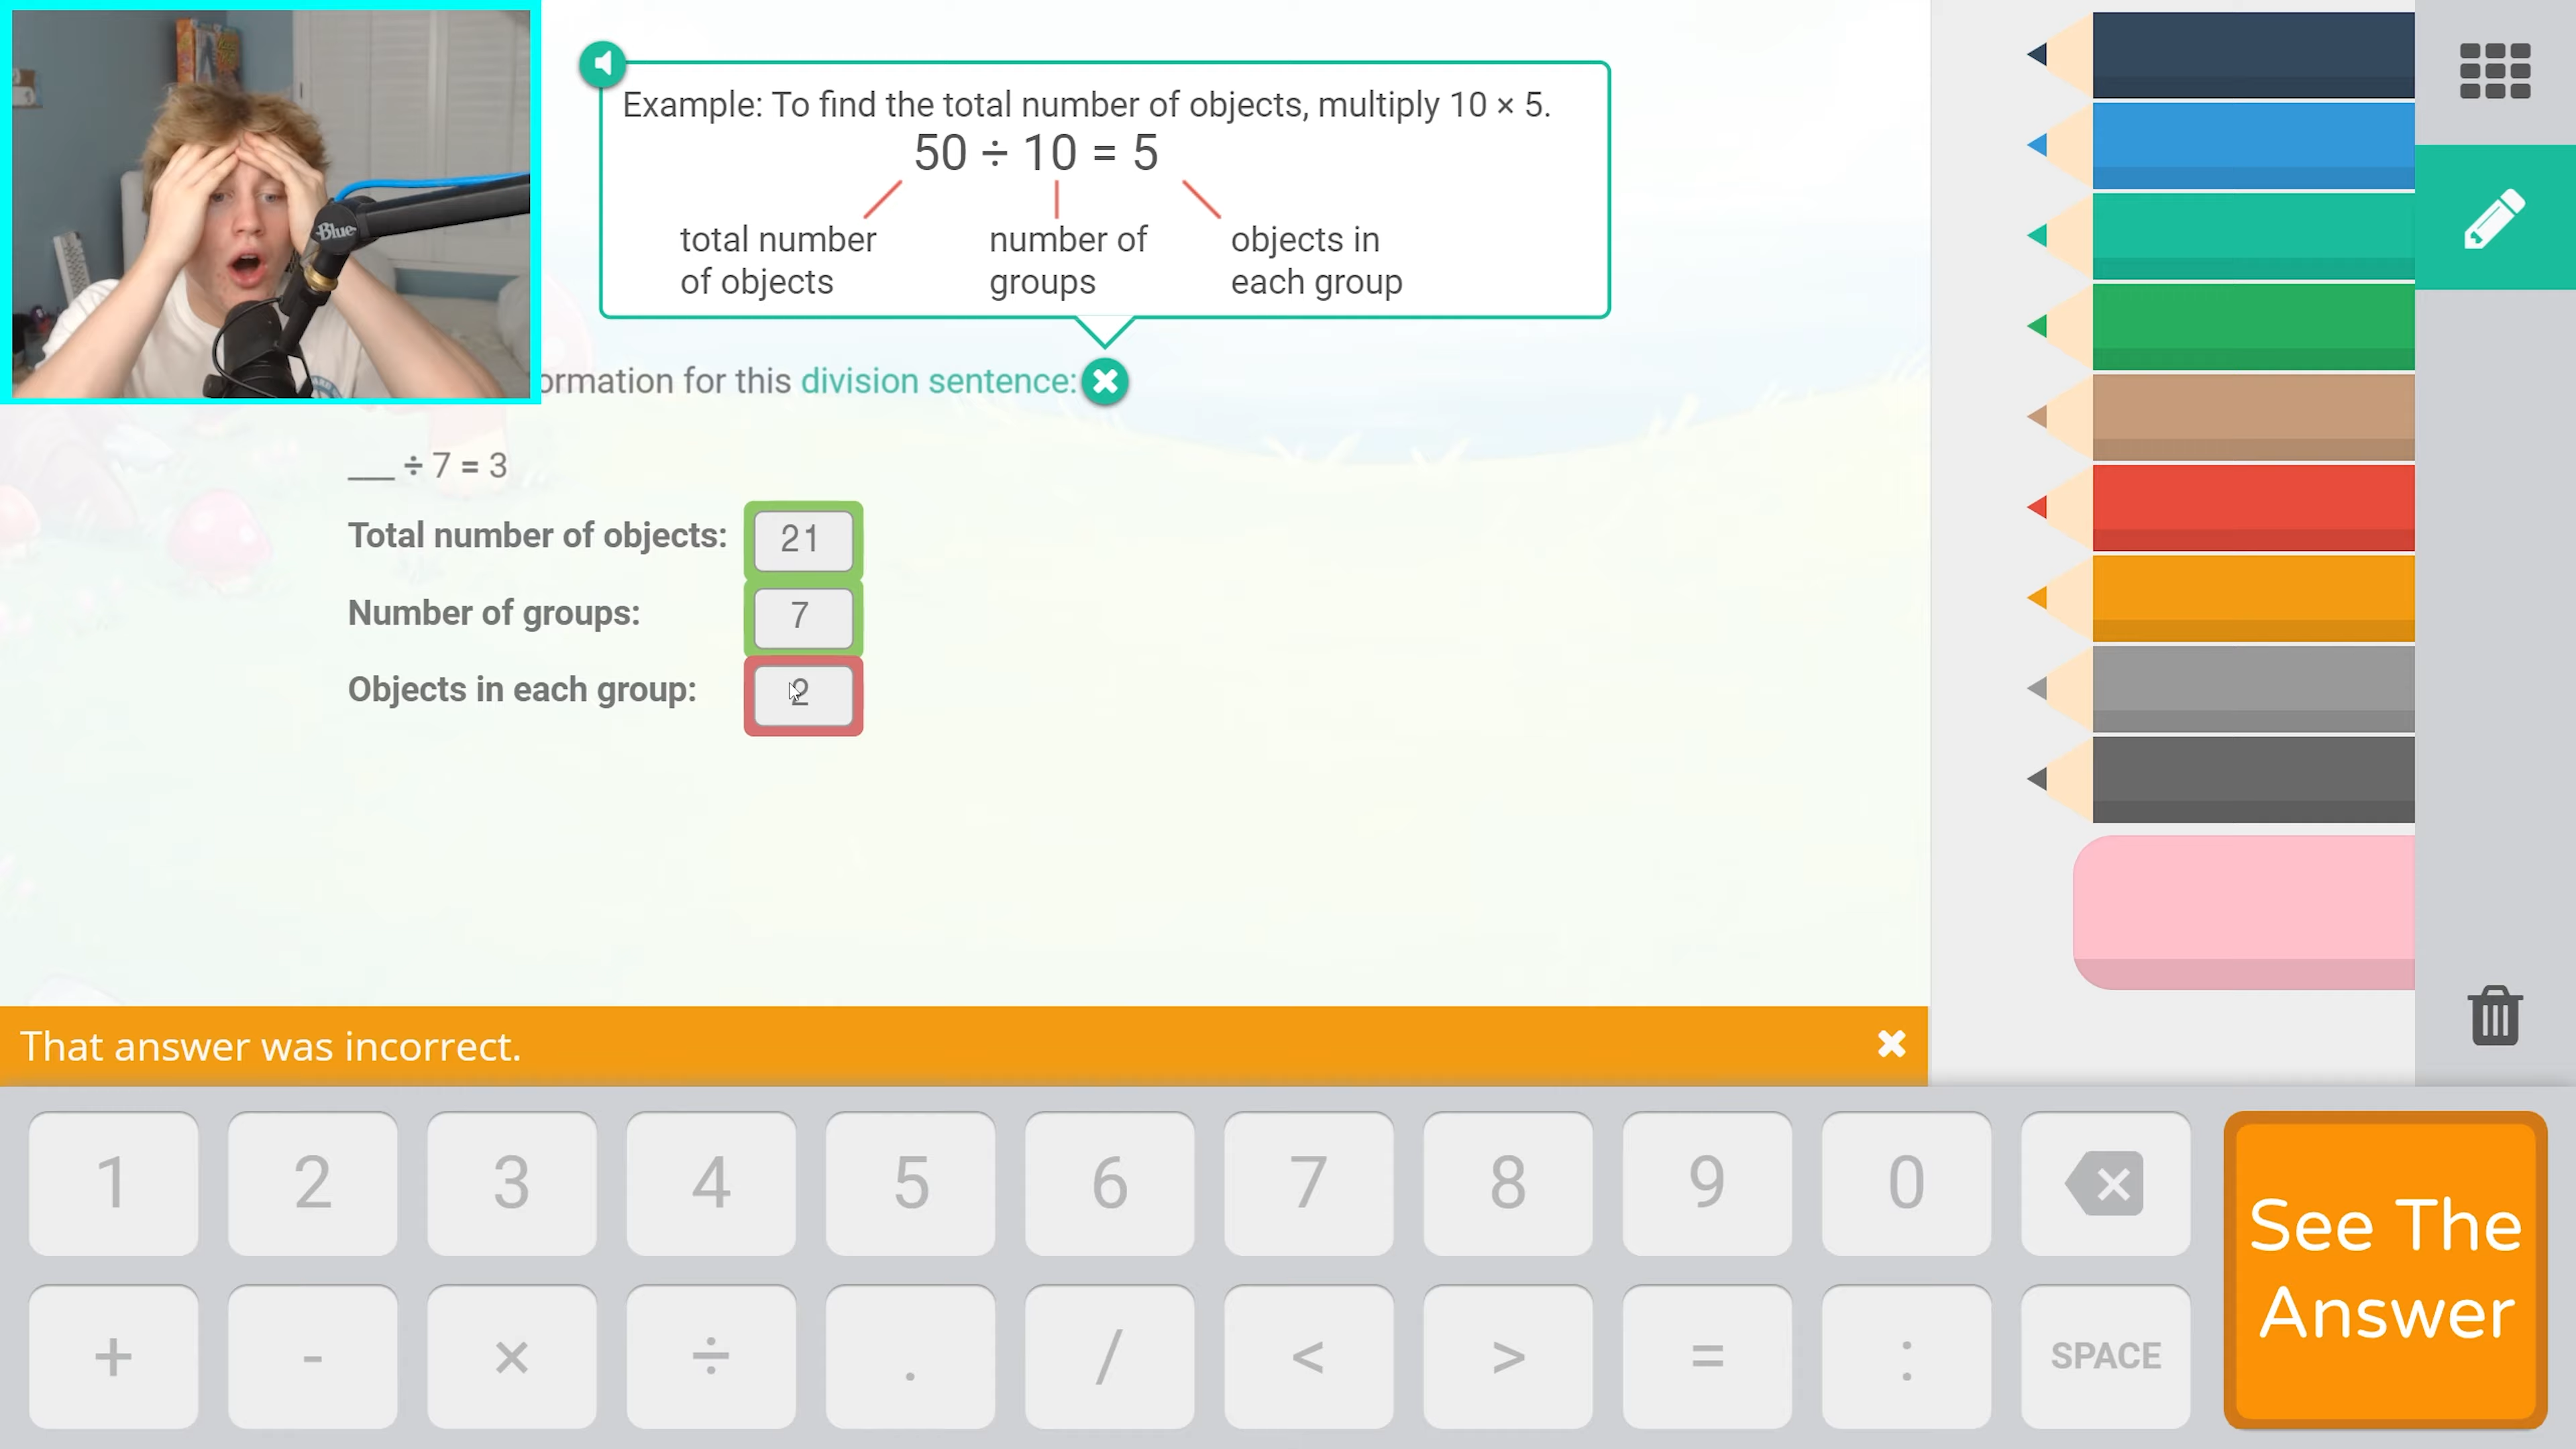 Example: To find the total number of objects, multiply 10 × 5.
50 ÷ 10 = 5
total number of objects
number of groups
objects in each group
Blue
ormation for this division sentence:
___ ÷ 7 = 3
Total number of objects: 21
Number of groups: 7
Objects in each group: 2
That answer was incorrect.
1 2 3 4 5 6 7 8 9 0
+ - × ÷ . / < > = : SPACE
See The
Answer